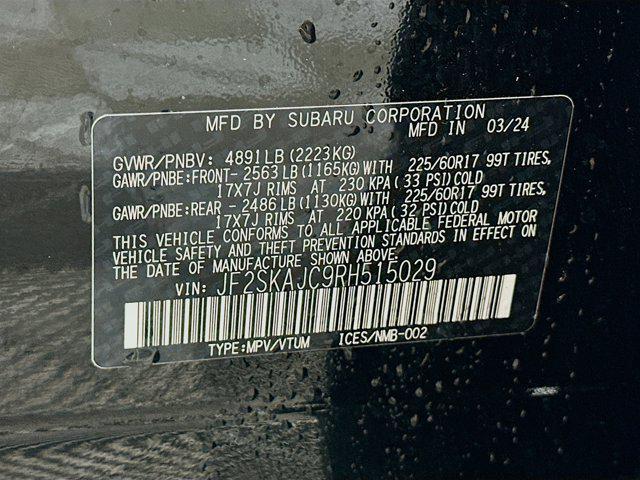 MFD BY SUBARU CORPORATION
MFD IN 03/24
GVWR/PNBV: 4891LB(2223KG)
GAWR/PNBE:FRONT- 2563LB(1165KG)WITH 225/60R17 99T TIRES,
17X7J RIMS AT 230 KPA(33 PSI)COLD
GAWR/PNBE:REAR - 2486LB(1130KG)WITH 225/60R17 99T TIRES,
17X7J RIMS AT 220 KPA(32 PSI)COLD
THIS VEHICLE CONFORMS TO ALL APPLICABLE FEDERAL MOTOR
VEHICLE SAFETY AND THEFT PREVENTION STANDARDS IN EFFECT ON
THE DATE OF MANUFACTURE SHOWN ABOVE.
VIN: JF2SKAJC9RH515029
TYPE:MPV/VTUM ICES/NMB-002